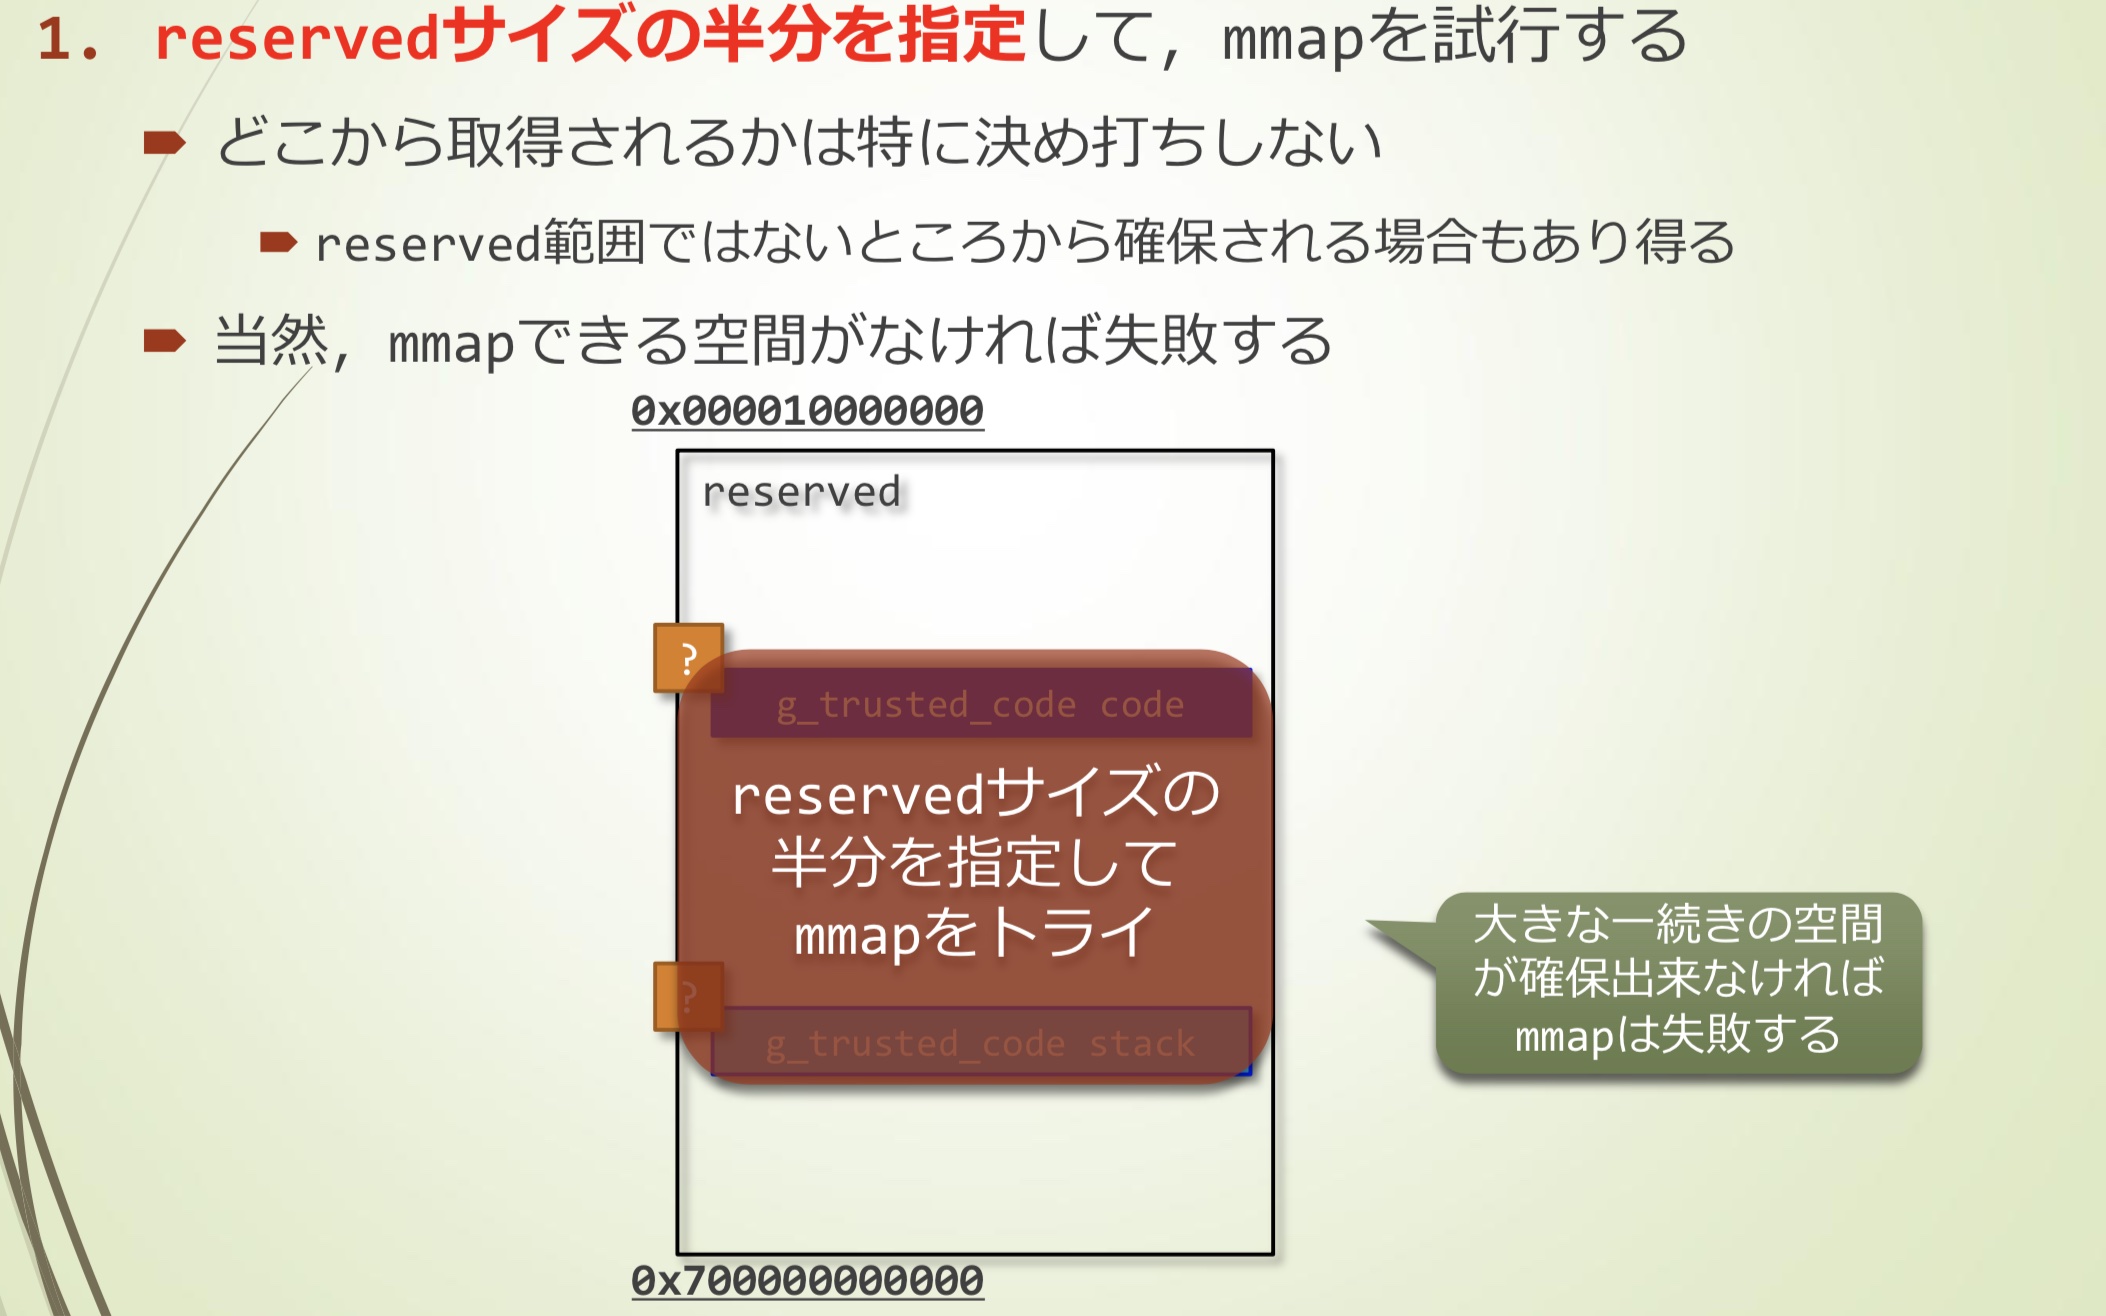 1. reservedサイズの半分を指定して，mmapを試行する
どこから取得されるかは特に決め打ちしない
reserved範囲ではないところから確保される場合もあり得る
当然，mmapできる空間がなければ失敗する
0x000010000000
reserved
?
g_trusted_code code
reservedサイズの
半分を指定して
mmapをトライ
?
g_trusted_code stack
0x700000000000
大きな一続きの空間
が確保出来なければ
mmapは失敗する